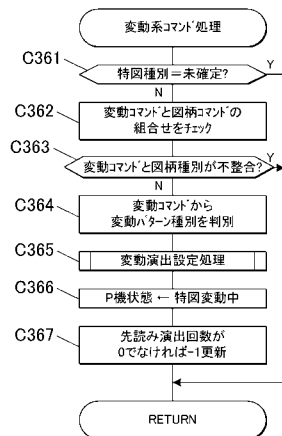 変動系コマンド処理
C361
特図種別＝未確定?
Y
N
C362
変動コマンドと図柄コマンドの
組合せをチェック
C363
Y
変動コマンドと図柄種別が不整合?
N
C364
変動コマンドから
変動パターン種別を判別
C365
変動演出設定処理
C366
P機状態 ← 特図変動中
C367
先読み演出回数が
0でなければ-1更新
RETURN